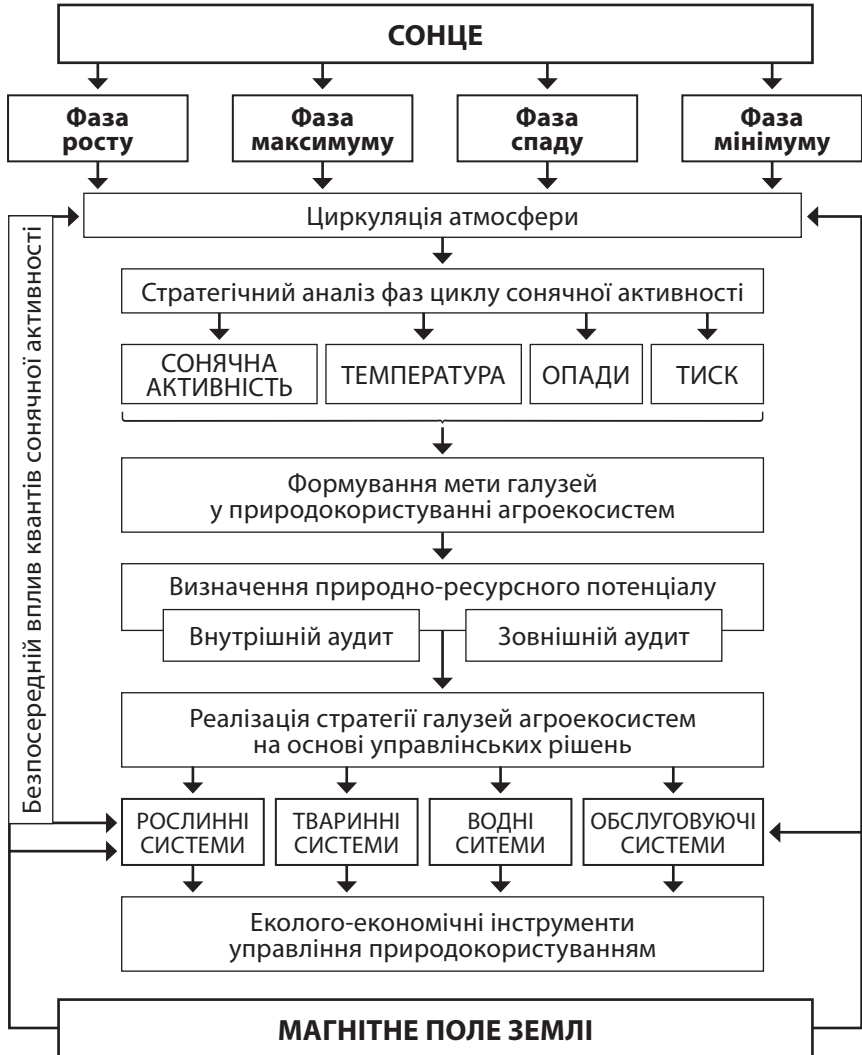 СОНЦЕ
Фаза
росту
Фаза
максимуму
Фаза
спаду
Фаза
мінімуму
Циркуляція атмосфери
Безпосередній вплив квантів сонячної активності
Стратегічний аналіз фаз циклу сонячної активності
СОНЯЧНА
АКТИВНІСТЬ
ТЕМПЕРАТУРА
ОПАДИ
ТИСК
Формування мети галузей
у природокористуванні агроекосистем
Визначення природно-ресурсного потенціалу
Внутрішній аудит
Зовнішній аудит
Реалізація стратегії галузей агроекосистем
на основі управлінських рішень
РОСЛИННІ
СИСТЕМИ
ТВАРИННІ
СИСТЕМИ
ВОДНІ
СИТЕМИ
ОБСЛУГОВУЮЧІ
СИСТЕМИ
Еколого-економічні інструменти
управління природокористуванням
МАГНІТНЕ ПОЛЕ ЗЕМЛІ